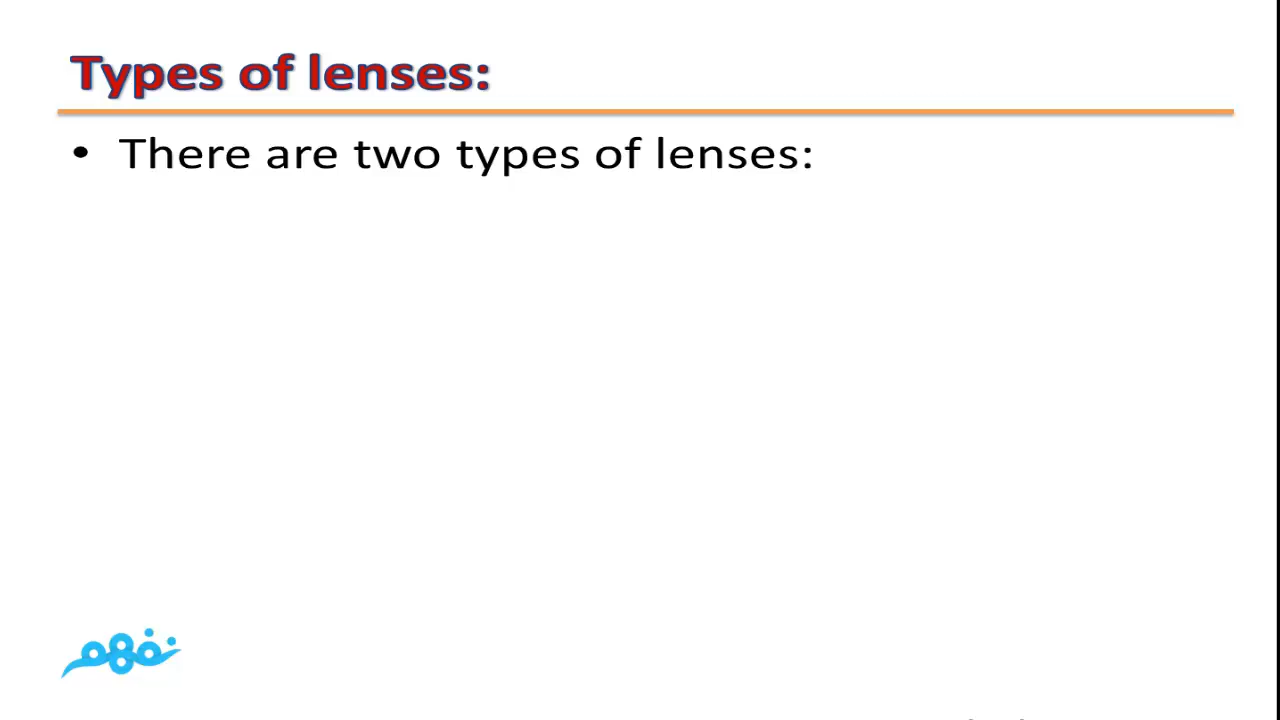 Types of lenses:
• There are two types of lenses:
نفهم